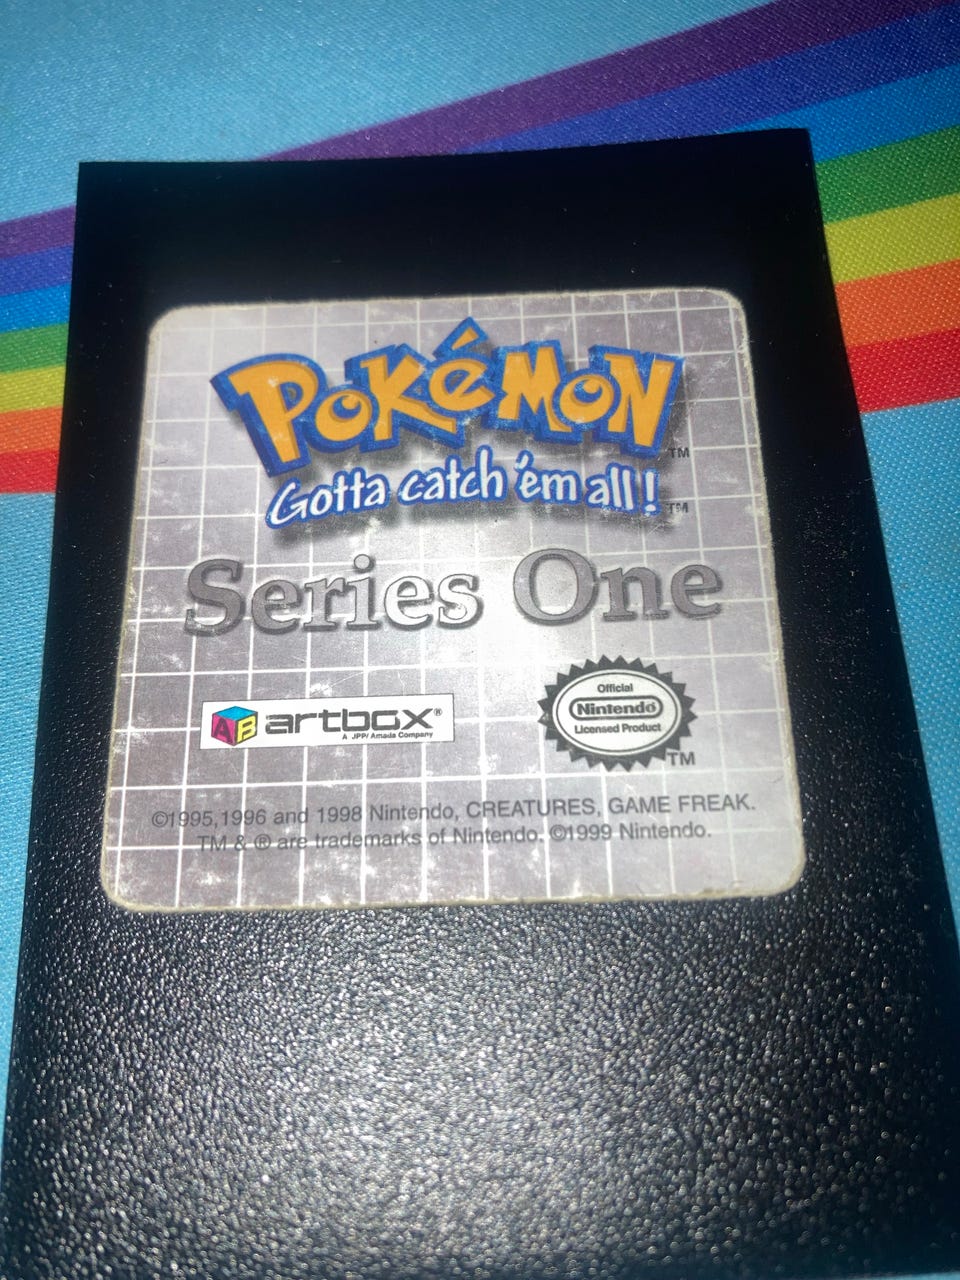 POKéMON TM
Gotta catch 'em all! TM
Series One
AB artbox®
A JPP/Amada Company
Official
Nintendo®
Licensed Product
TM
©1995,1996 and 1998 Nintendo, CREATURES, GAME FREAK.
TM & ® are trademarks of Nintendo. ©1999 Nintendo.